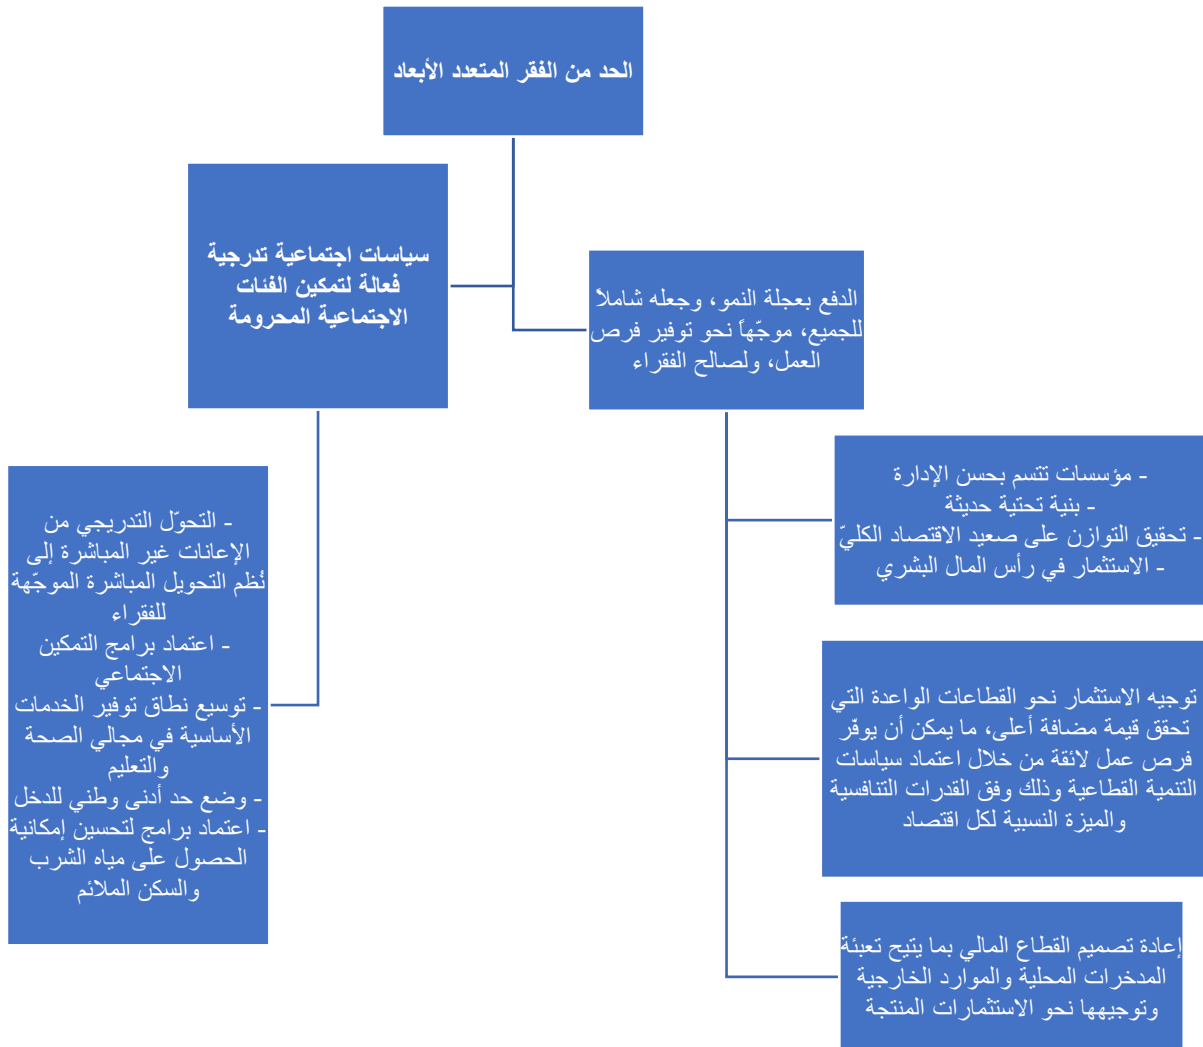 الحد من الفقر المتعدد الأبعاد
سياسات اجتماعية تدرجية
فعالة لتمكين الفئات
الاجتماعية المحرومة
الدفع بعجلة النمو، وجعله شاملاً
للجميع، موجّهاً نحو توفير فرص
العمل، ولصالح الفقراء
- مؤسسات تتسم بحسن الإدارة
- بنية تحتية حديثة
- تحقيق التوازن على صعيد الاقتصاد الكليّ
- الاستثمار في رأس المال البشري
- التحوّل التدريجي من
الإعانات غير المباشرة إلى
نُظم التحويل المباشرة الموجّهة
للفقراء
- اعتماد برامج التمكين
الاجتماعي
- توسيع نطاق توفير الخدمات
الأساسية في مجالي الصحة
والتعليم
- وضع حد أدنى وطني للدخل
- اعتماد برامج لتحسين إمكانية
الحصول على مياه الشرب
والسكن الملائم
توجيه الاستثمار نحو القطاعات الواعدة التي
تحقق قيمة مضافة أعلى، ما يمكن أن يوفّر
فرص عمل لائقة من خلال اعتماد سياسات
التنمية القطاعية وذلك وفق القدرات التنافسية
والميزة النسبية لكل اقتصاد
إعادة تصميم القطاع المالي بما يتيح تعبئة
المدخرات المحلية والموارد الخارجية
وتوجيهها نحو الاستثمارات المنتجة